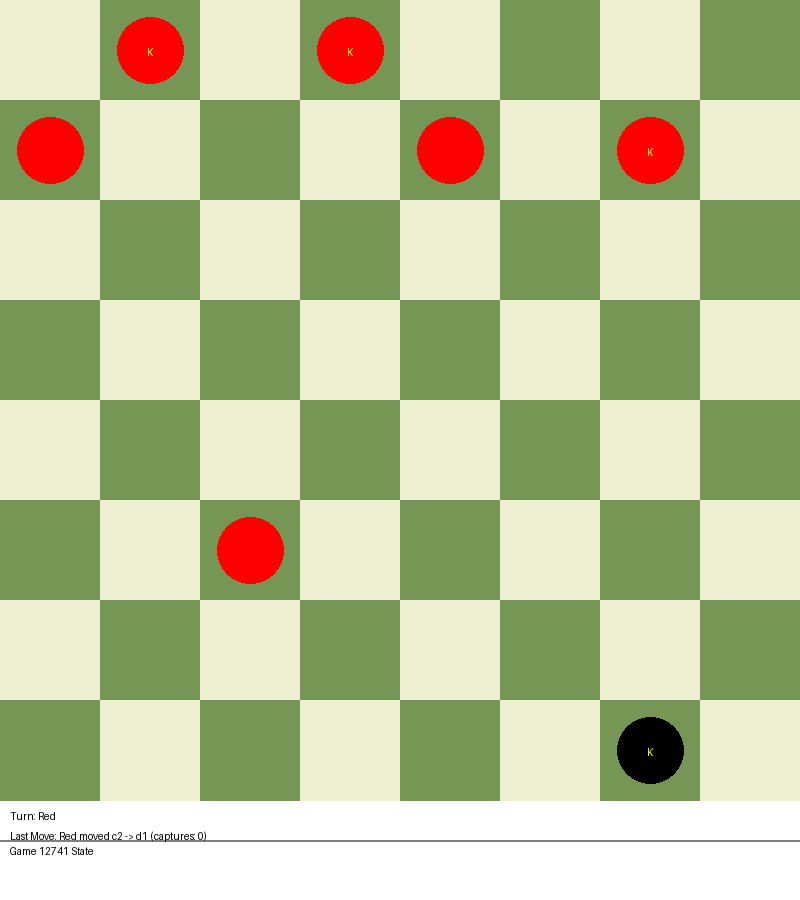 K K
K
K
Turn: Red
Last Move: Red moved c2 -> d1 (captures: 0)
Game 12741 State